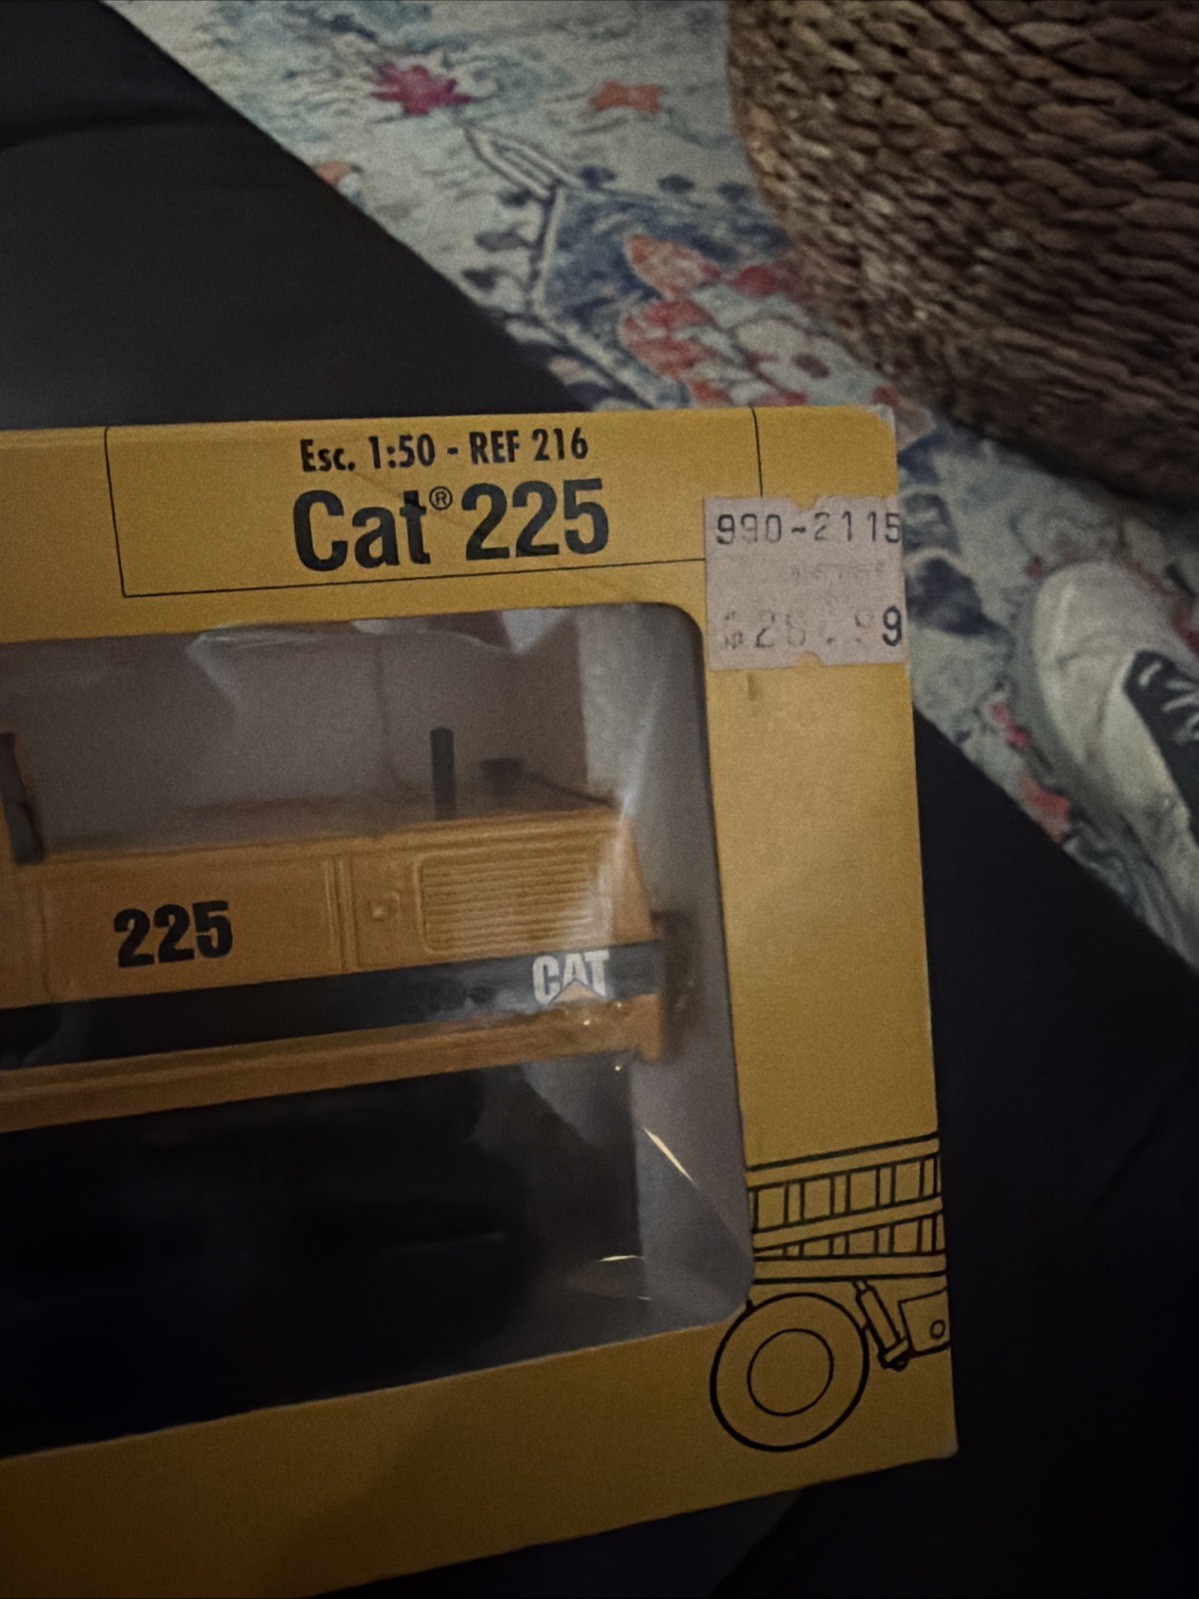 Esc. 1:50 - REF 216
Cat® 225
990-2115
225
CAT